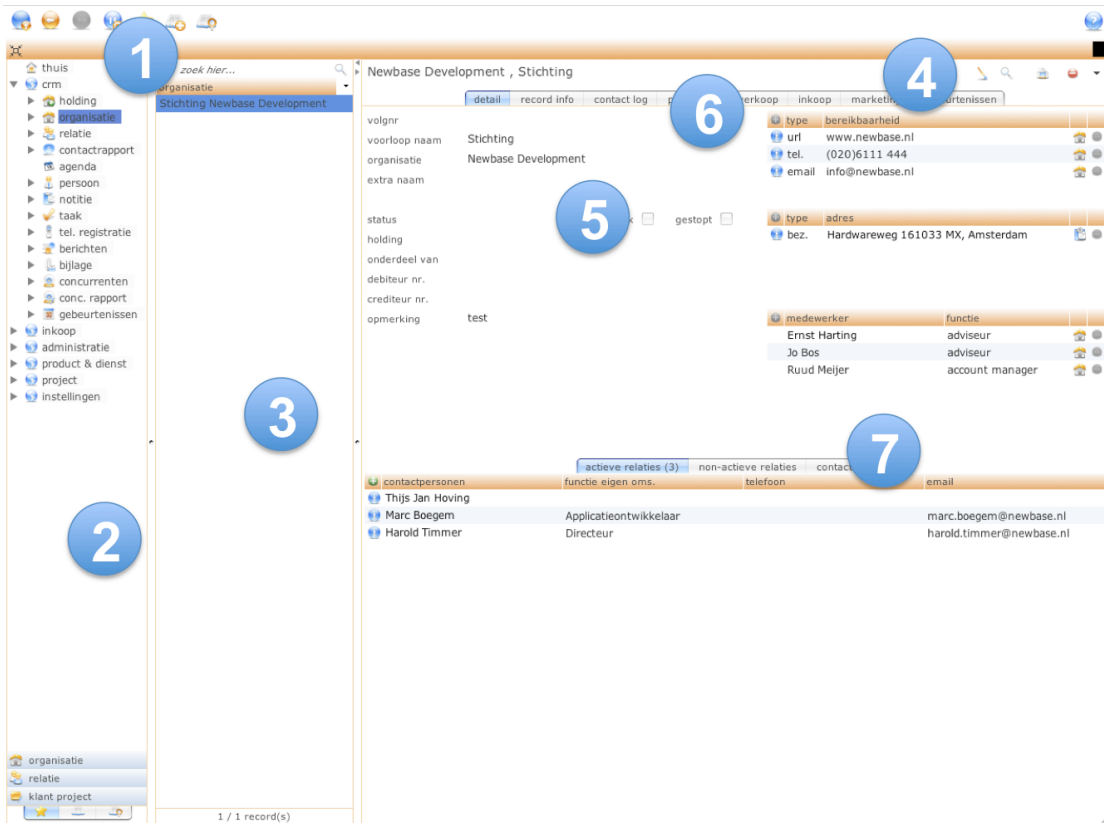 1
4
zoek hier...
Newbase Development , Stichting
thuis
crm
holding
organisatie
relatie
contactrapport
agenda
persoon
notitie
taak
tel. registratie
berichten
bijlage
concurrenten
conc. rapport
gebeurtenissen
inkoop
administratie
product & dienst
project
instellingen
2
organisatie
relatie
klant project
organisatie
Stichting Newbase Development
3
1 / 1 record(s)
detail record info contact log inkoop
6
volgnr
voorloop naam Stichting
organisatie Newbase Development
extra naam
status gestopt
5
holding
onderdeel van
debiteur nr.
crediteur nr.
opmerking test
type bereikbaarheid
url www.newbase.nl
tel. (020)6111 444
email info@newbase.nl
type adres
bez. Hardwareweg 161033 MX, Amsterdam
medewerker functie
Ernst Harting adviseur
Jo Bos adviseur
Ruud Meijer account manager
7
actieve relaties (3) non-actieve relaties
contactpersonen functie eigen oms. telefoon email
Thijs Jan Hoving
Marc Boegem Applicatieontwikkelaar marc.boegem@newbase.nl
Harold Timmer Directeur harold.timmer@newbase.nl